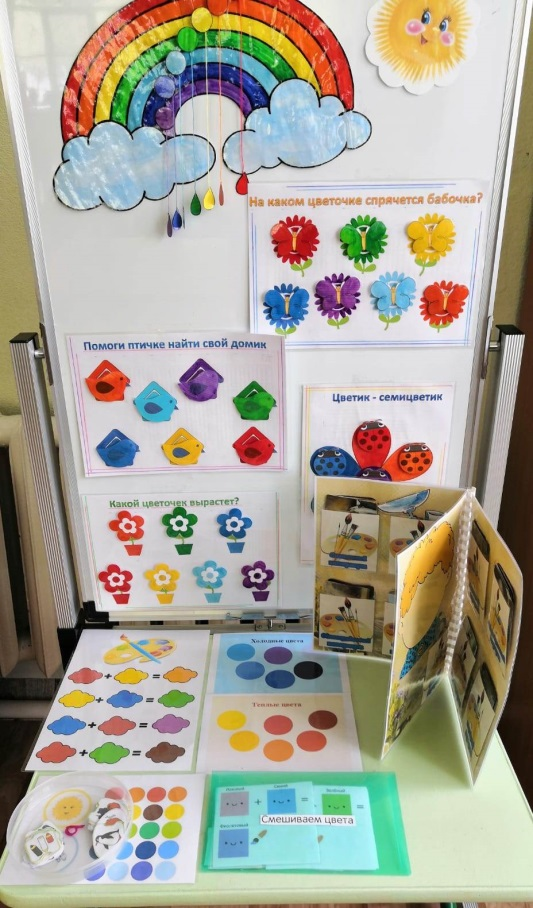 На каком цветочке спрячется бабочка?
Помоги птичке найти свой домик
Цветик - семицветик
Какой цветочек вырастет?
Холодные цвета
Теплые цвета
Смешиваем цвета